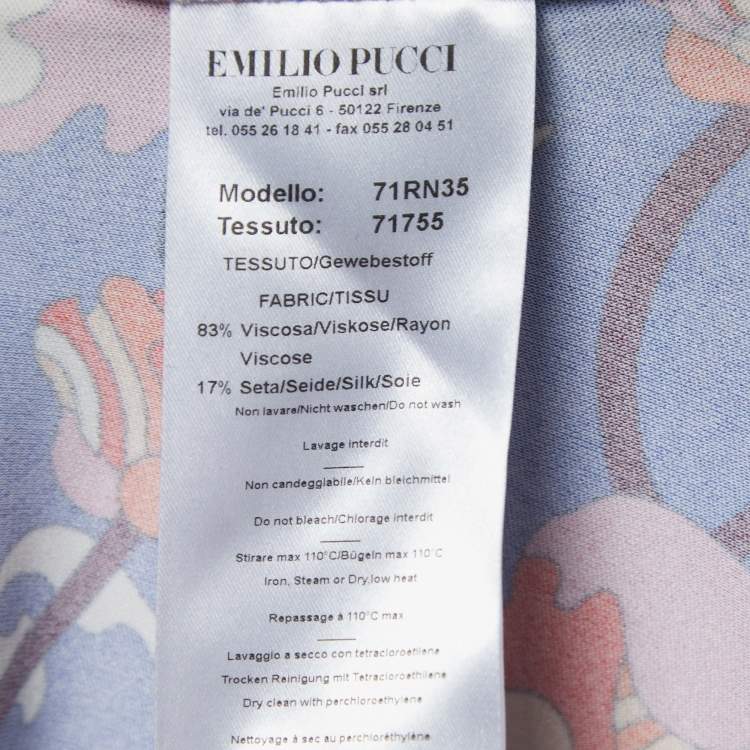 EMILIO PUCCI
Emilio Pucci srl
via de' Pucci 6 - 50122 Firenze
tel. 055 26 18 41 - fax 055 28 04 51
Modello: 71RN35
Tessuto: 71755
TESSUTO/Gewebestoff
FABRIC/TISSU
83% Viscosa/Viskose/Rayon
Viscose
17% Seta/Seide/Silk/Soie
Non lavare/Nicht waschen/Do not wash
Lavage interdit
Non candeggiabile/Kein bleichmittel
Do not bleach/Chlorage interdit
Stirare max 110°C/Bügeln max 110°C
Iron, Steam or Dry,low heat
Repassage à 110°C max
Lavaggio a secco con tetracloroetilene
Trocken Reinigung mit Tetracloroethilene
Dry clean with perchloroethylene
Nettoyage à sec au perchloréthylène